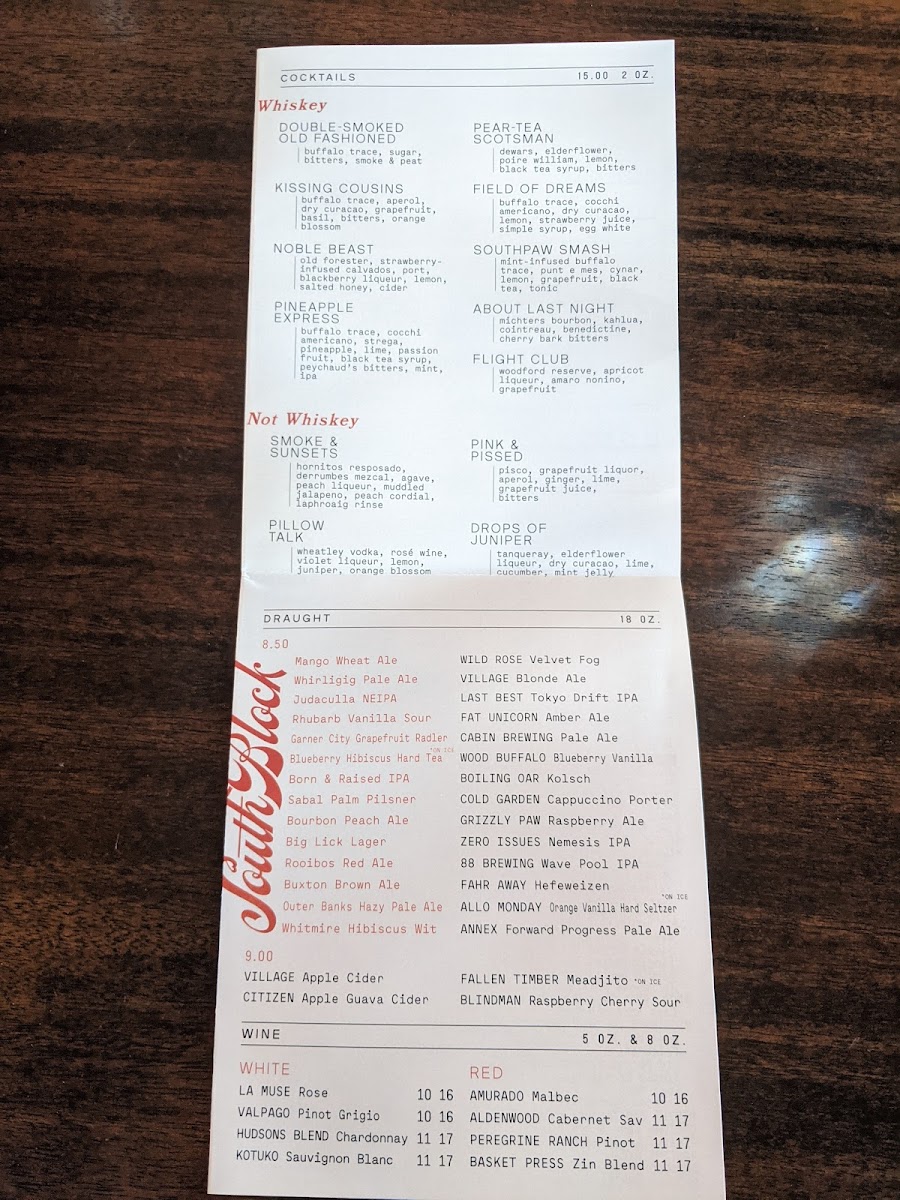 COCKTAILS 15.00 2 OZ.
Whiskey
DOUBLE-SMOKED
OLD FASHIONED
buffalo trace, sugar,
bitters, smoke & peat
KISSING COUSINS
buffalo trace, aperol,
dry curacao, grapefruit,
basil, bitters, orange
blossom
NOBLE BEAST
old forester, strawberry-
infused calvados, port,
blackberry liqueur, lemon,
salted honey, cider
PINEAPPLE
EXPRESS
buffalo trace, cocchi
americano, strega,
pineapple, lime, passion
fruit, black tea syrup,
peychaud's bitters, mint,
ipa
PEAR-TEA
SCOTSMAN
dewars, elderflower,
poire william, lemon,
black tea syrup, bitters
FIELD OF DREAMS
buffalo trace, cocchi
americano, dry curacao,
lemon, strawberry juice,
simple syrup, egg white
SOUTHPAW SMASH
mint-infused buffalo
trace, punt e mes, cynar,
lemon, grapefruit, black
tea, tonic
ABOUT LAST NIGHT
michters bourbon, kahlua,
cointreau, benedictine,
cherry bark bitters
FLIGHT CLUB
woodford reserve, apricot
liqueur, amaro nonino,
grapefruit
Not Whiskey
SMOKE &
SUNSETS
hornitos resposado,
derrumbes mezcal, agave,
peach liqueur, muddled
jalapeno, peach cordial,
laphroaig rinse
PILLOW
TALK
wheatley vodka, rosé wine,
violet liqueur, lemon,
juniper, orange blossom
PINK &
PISSED
pisco, grapefruit liquor,
aperol, ginger, lime,
grapefruit juice,
bitters
DROPS OF
JUNIPER
tanqueray, elderflower
liqueur, dry curacao, lime,
cucumber, mint jelly
DRAUGHT 18 OZ.
South Block
8.50
Mango Wheat Ale
Whirligig Pale Ale
Judaculla NEIPA
Rhubarb Vanilla Sour
Garner City Grapefruit Radler
Blueberry Hibiscus Hard Tea *ON ICE
Born & Raised IPA
Sabal Palm Pilsner
Bourbon Peach Ale
Big Lick Lager
Rooibos Red Ale
Buxton Brown Ale
Outer Banks Hazy Pale Ale
Whitmire Hibiscus Wit
WILD ROSE Velvet Fog
VILLAGE Blonde Ale
LAST BEST Tokyo Drift IPA
FAT UNICORN Amber Ale
CABIN BREWING Pale Ale
WOOD BUFFALO Blueberry Vanilla
BOILING OAR Kolsch
COLD GARDEN Cappuccino Porter
GRIZZLY PAW Raspberry Ale
ZERO ISSUES Nemesis IPA
88 BREWING Wave Pool IPA
FAHR AWAY Hefeweizen
ALLO MONDAY Orange Vanilla Hard Seltzer *ON ICE
ANNEX Forward Progress Pale Ale
9.00
VILLAGE Apple Cider
CITIZEN Apple Guava Cider
FALLEN TIMBER Meadjito *ON ICE
BLINDMAN Raspberry Cherry Sour
WINE 5 OZ. & 8 OZ.
WHITE
LA MUSE Rose 10 16
VALPAGO Pinot Grigio 10 16
HUDSONS BLEND Chardonnay 11 17
KOTUKO Sauvignon Blanc 11 17
RED
AMURADO Malbec 10 16
ALDENWOOD Cabernet Sav 11 17
PEREGRINE RANCH Pinot 11 17
BASKET PRESS Zin Blend 11 17